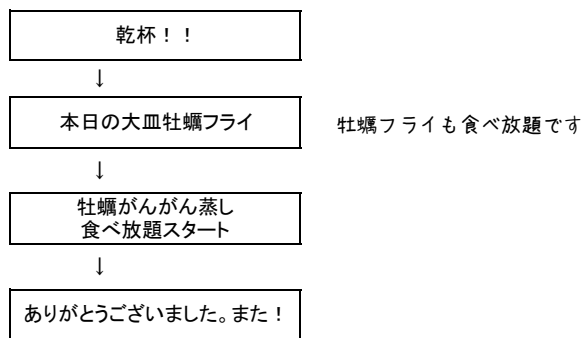 乾杯！！
↓
本日の大皿牡蠣フライ
牡蠣フライも食べ放題です
↓
牡蠣がんがん蒸し
食べ放題スタート
↓
ありがとうございました。また！